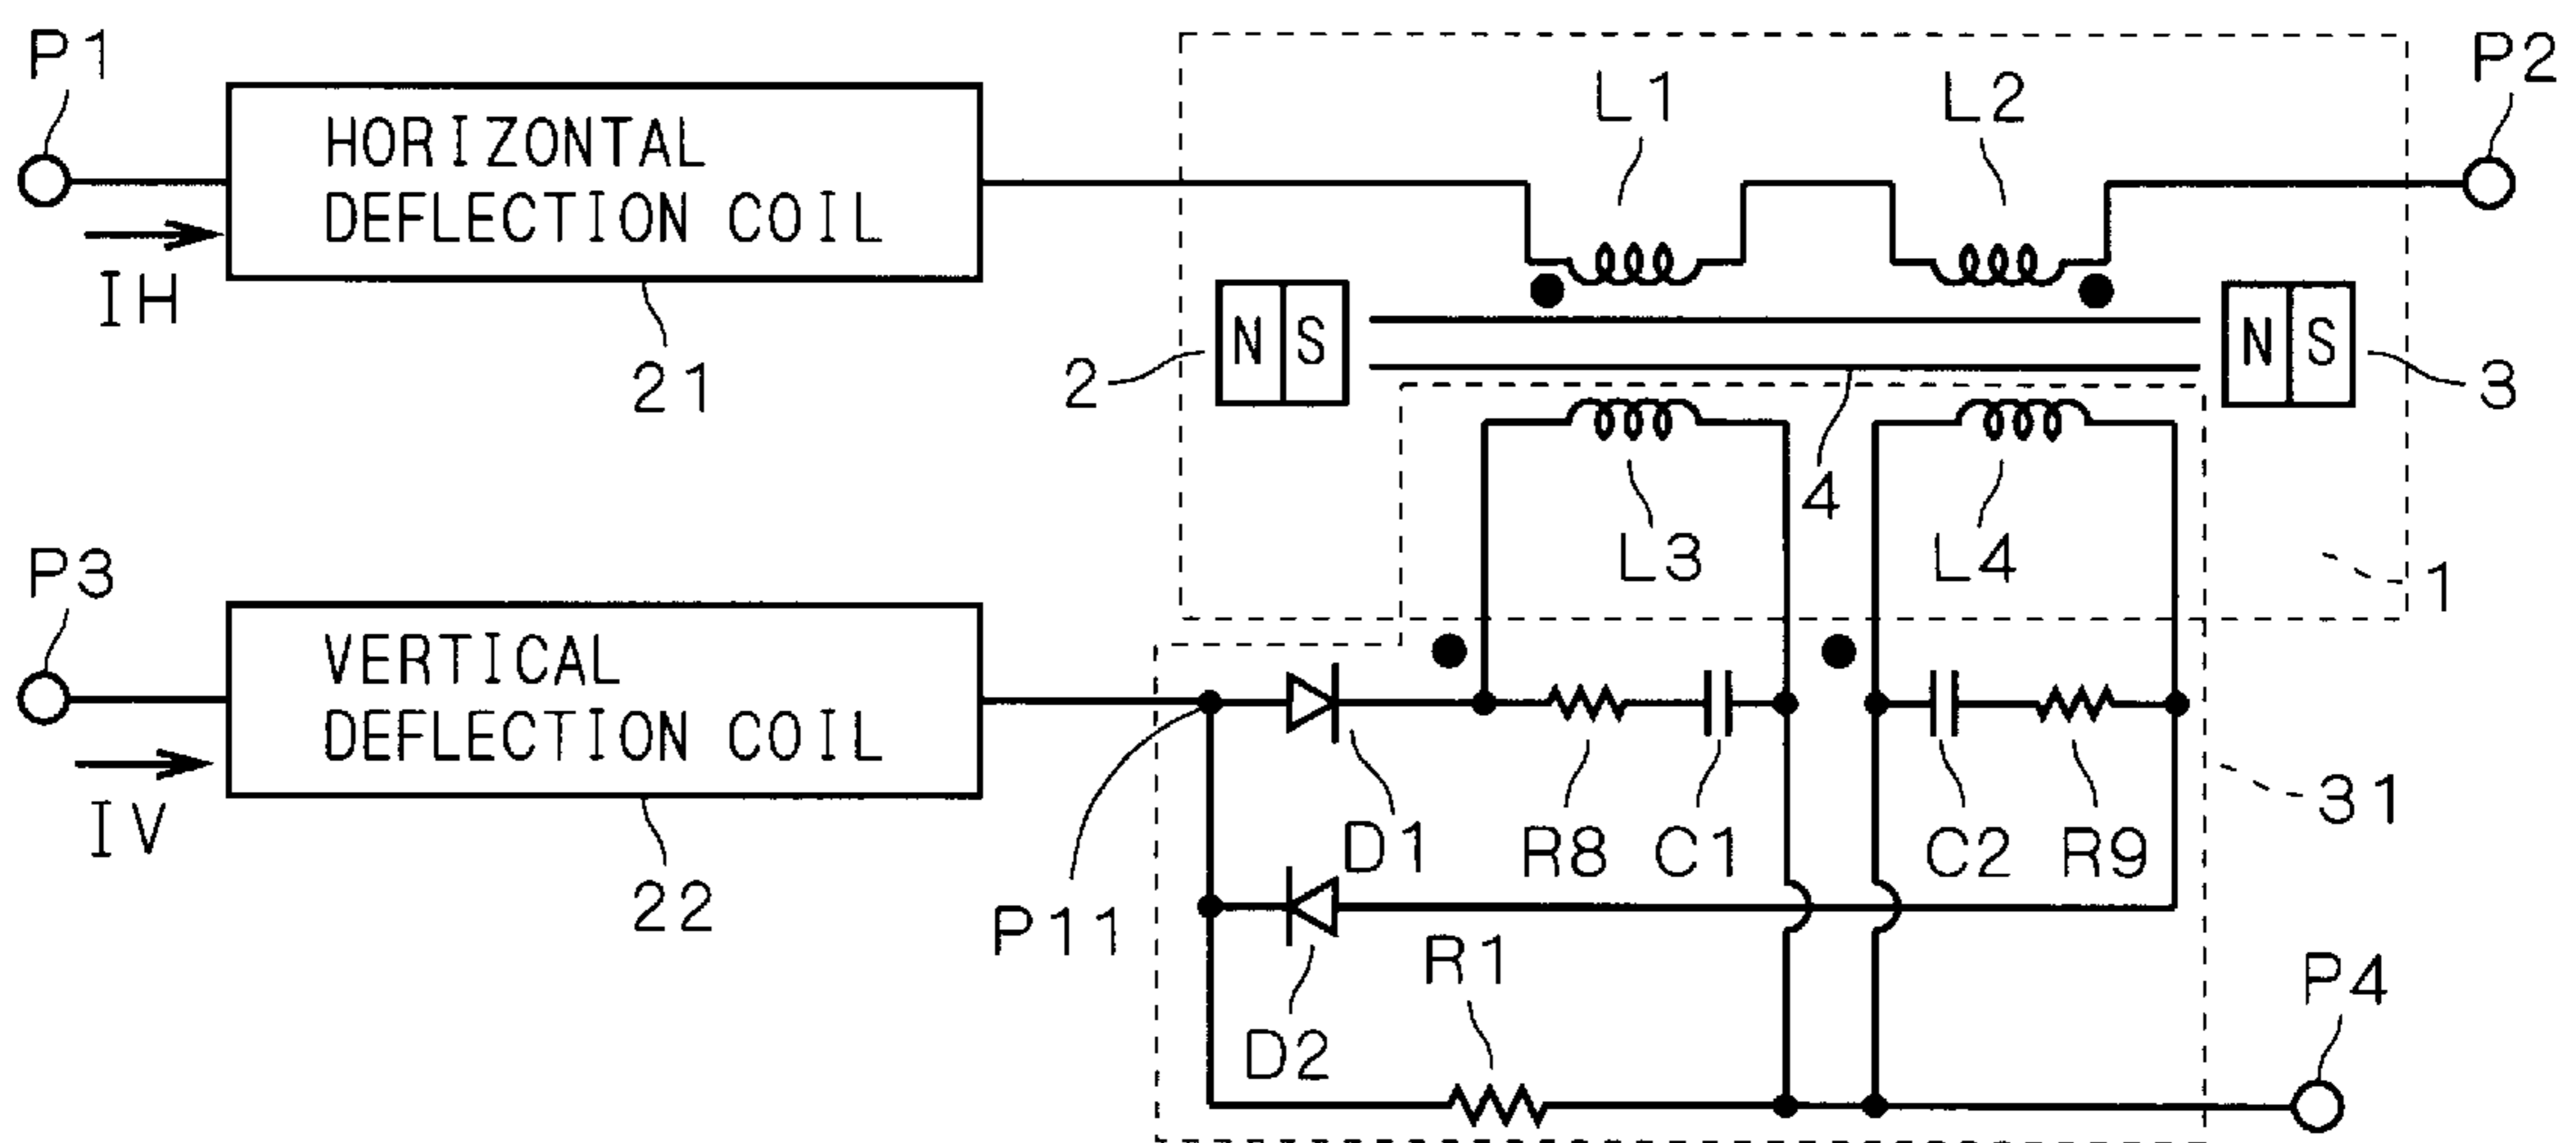 P1
L1
L2
P2
HORIZONTAL
DEFLECTION COIL
IH
21
2
N S
N S
3
4
L3
L4
1
P3
VERTICAL
DEFLECTION COIL
IV
22
P11
D1
R8
C1
C2
R9
31
D2
R1
P4